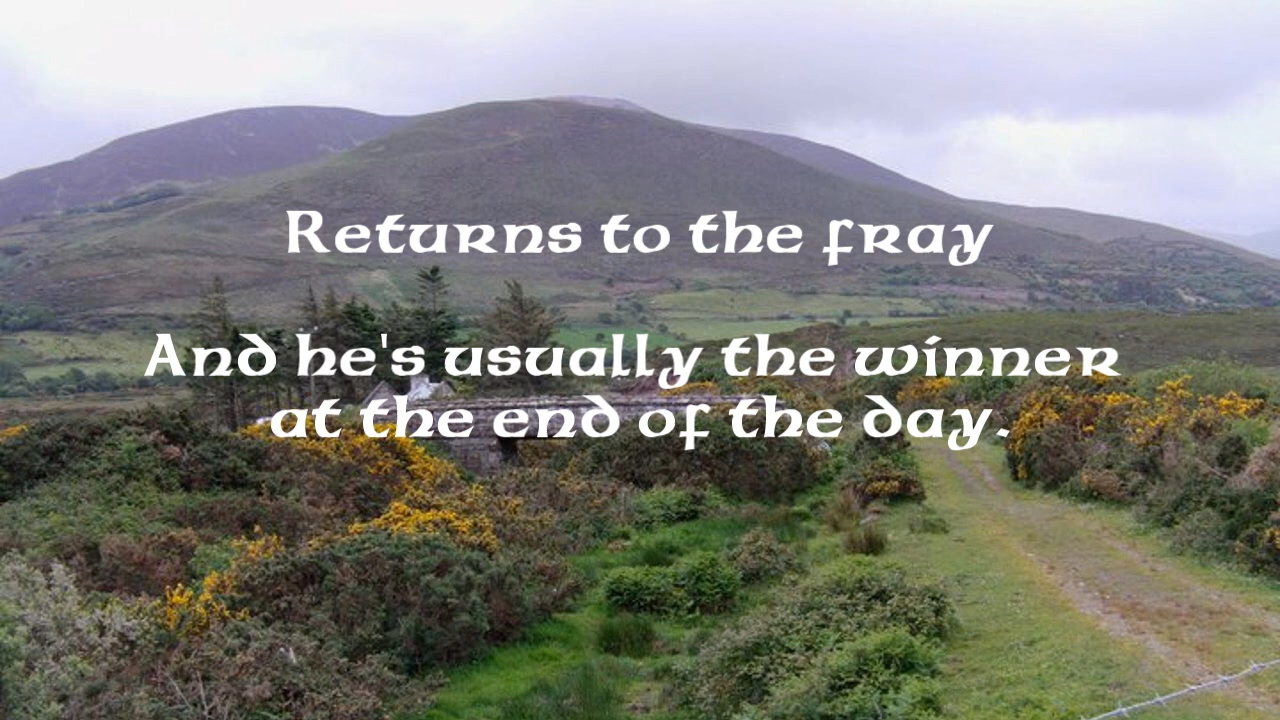 Returns to the fray
And he's usually the winner
at the end of the day.